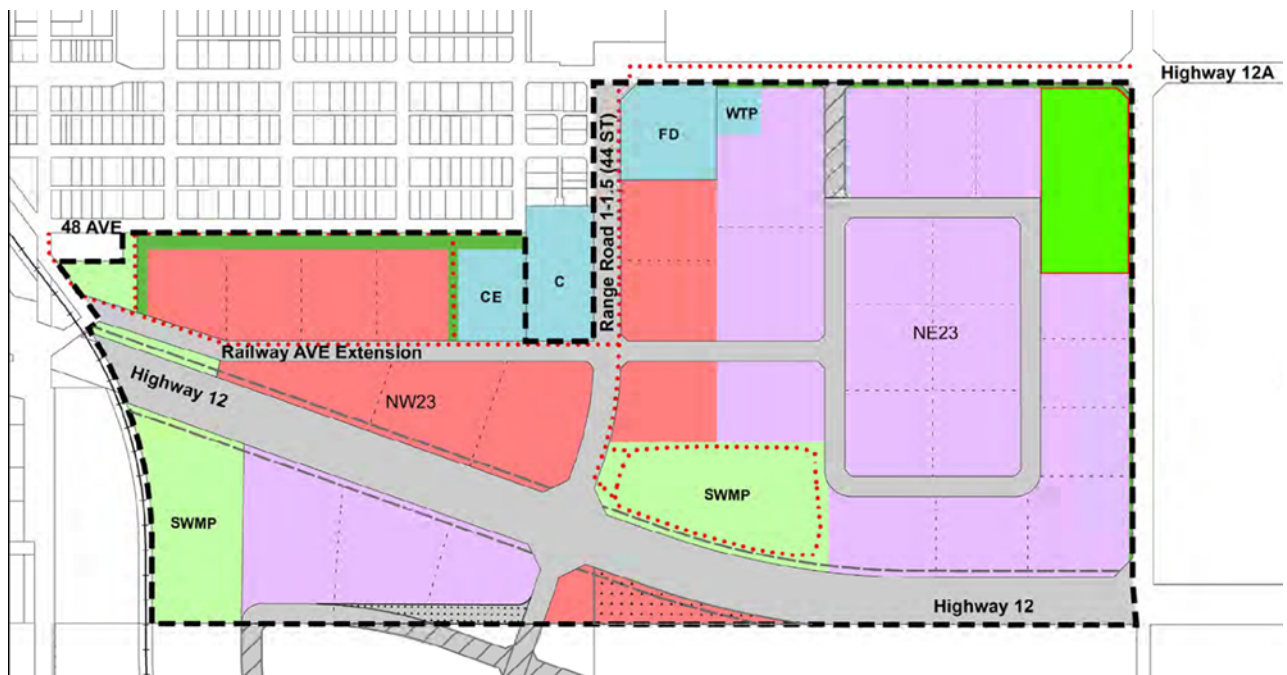 Highway 12A
WTP
FD
Range Road 1-1.5 (44 ST)
48 AVE
C
CE
NE23
Railway AVE Extension
Highway 12
NW23
SWMP
SWMP
Highway 12